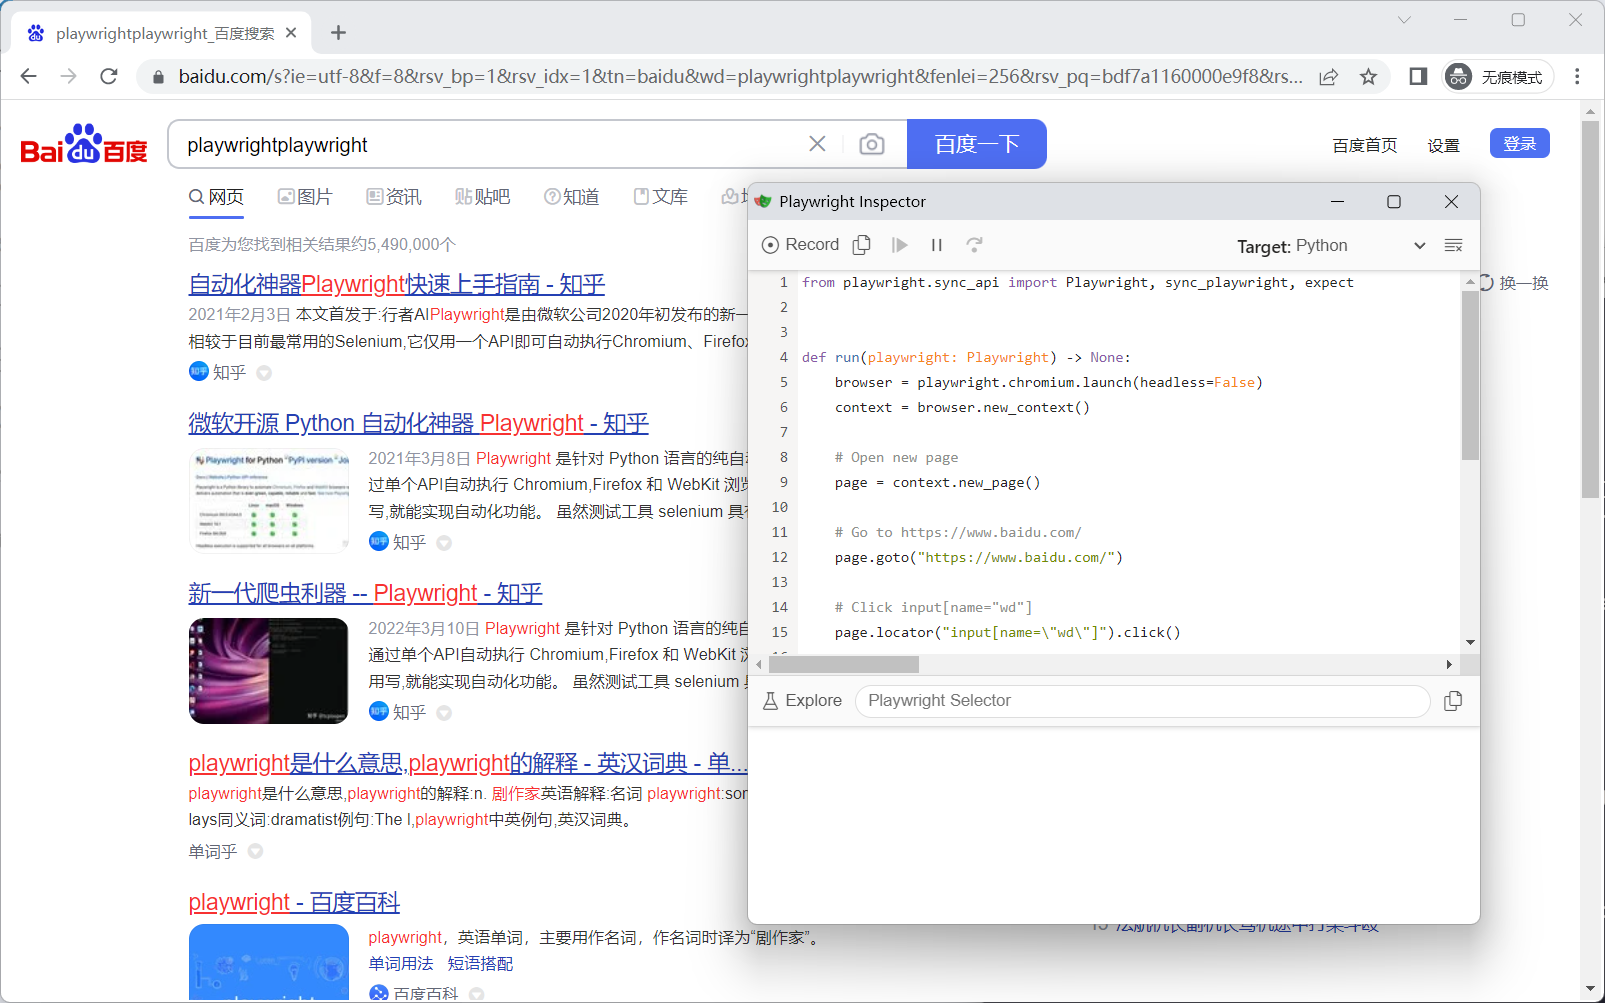 playwrightplaywright_百度搜索
baidu.com/s?ie=utf-8&f=8&rsv_bp=1&rsv_idx=1&tn=baidu&wd=playwrightplaywright&fenlei=256&rsv_pq=bdf7a1160000e9f8&rs...
无痕模式
Bai du 百度
playwrightplaywright
百度一下
百度首页
设置
登录
网页
图片
资讯
贴吧
知道
文库
百度为您找到相关结果约5,490,000个
自动化神器Playwright快速上手指南 - 知乎
2021年2月3日 本文首发于:行者AIPlaywright是由微软公司2020年初发布的新一
相较于目前最常用的Selenium,它仅用一个API即可自动执行Chromium、Firefox
知乎
微软开源 Python 自动化神器 Playwright - 知乎
Playwright for Python PyPI version
2021年3月8日 Playwright 是针对 Python 语言的纯自
过单个API自动执行 Chromium,Firefox 和 WebKit 浏
写,就能实现自动化功能。 虽然测试工具 selenium 具
知乎
新一代爬虫利器 -- Playwright - 知乎
2022年3月10日 Playwright 是针对 Python 语言的纯
通过单个API自动执行 Chromium,Firefox 和 WebKit
用写,就能实现自动化功能。 虽然测试工具 selenium
知乎
playwright是什么意思,playwright的解释 - 英汉词典 - 单...
playwright是什么意思,playwright的解释:n. 剧作家英语解释:名词 playwright:som
lays同义词:dramatist例句:The l,playwright中英例句,英汉词典。
单词乎
playwright - 百度百科
playwright，英语单词，主要用作名词，作名词时译为“剧作家”。
单词用法 短语搭配
百度百科
换一换
Playwright Inspector
Record
Target: Python
1 from playwright.sync_api import Playwright, sync_playwright, expect
2
3
4 def run(playwright: Playwright) -> None:
5 browser = playwright.chromium.launch(headless=False)
6 context = browser.new_context()
7
8 # Open new page
9 page = context.new_page()
10
11 # Go to https://www.baidu.com/
12 page.goto("https://www.baidu.com/")
13
14 # Click input[name="wd"]
15 page.locator("input[name=\"wd\"]").click()
Explore
Playwright Selector